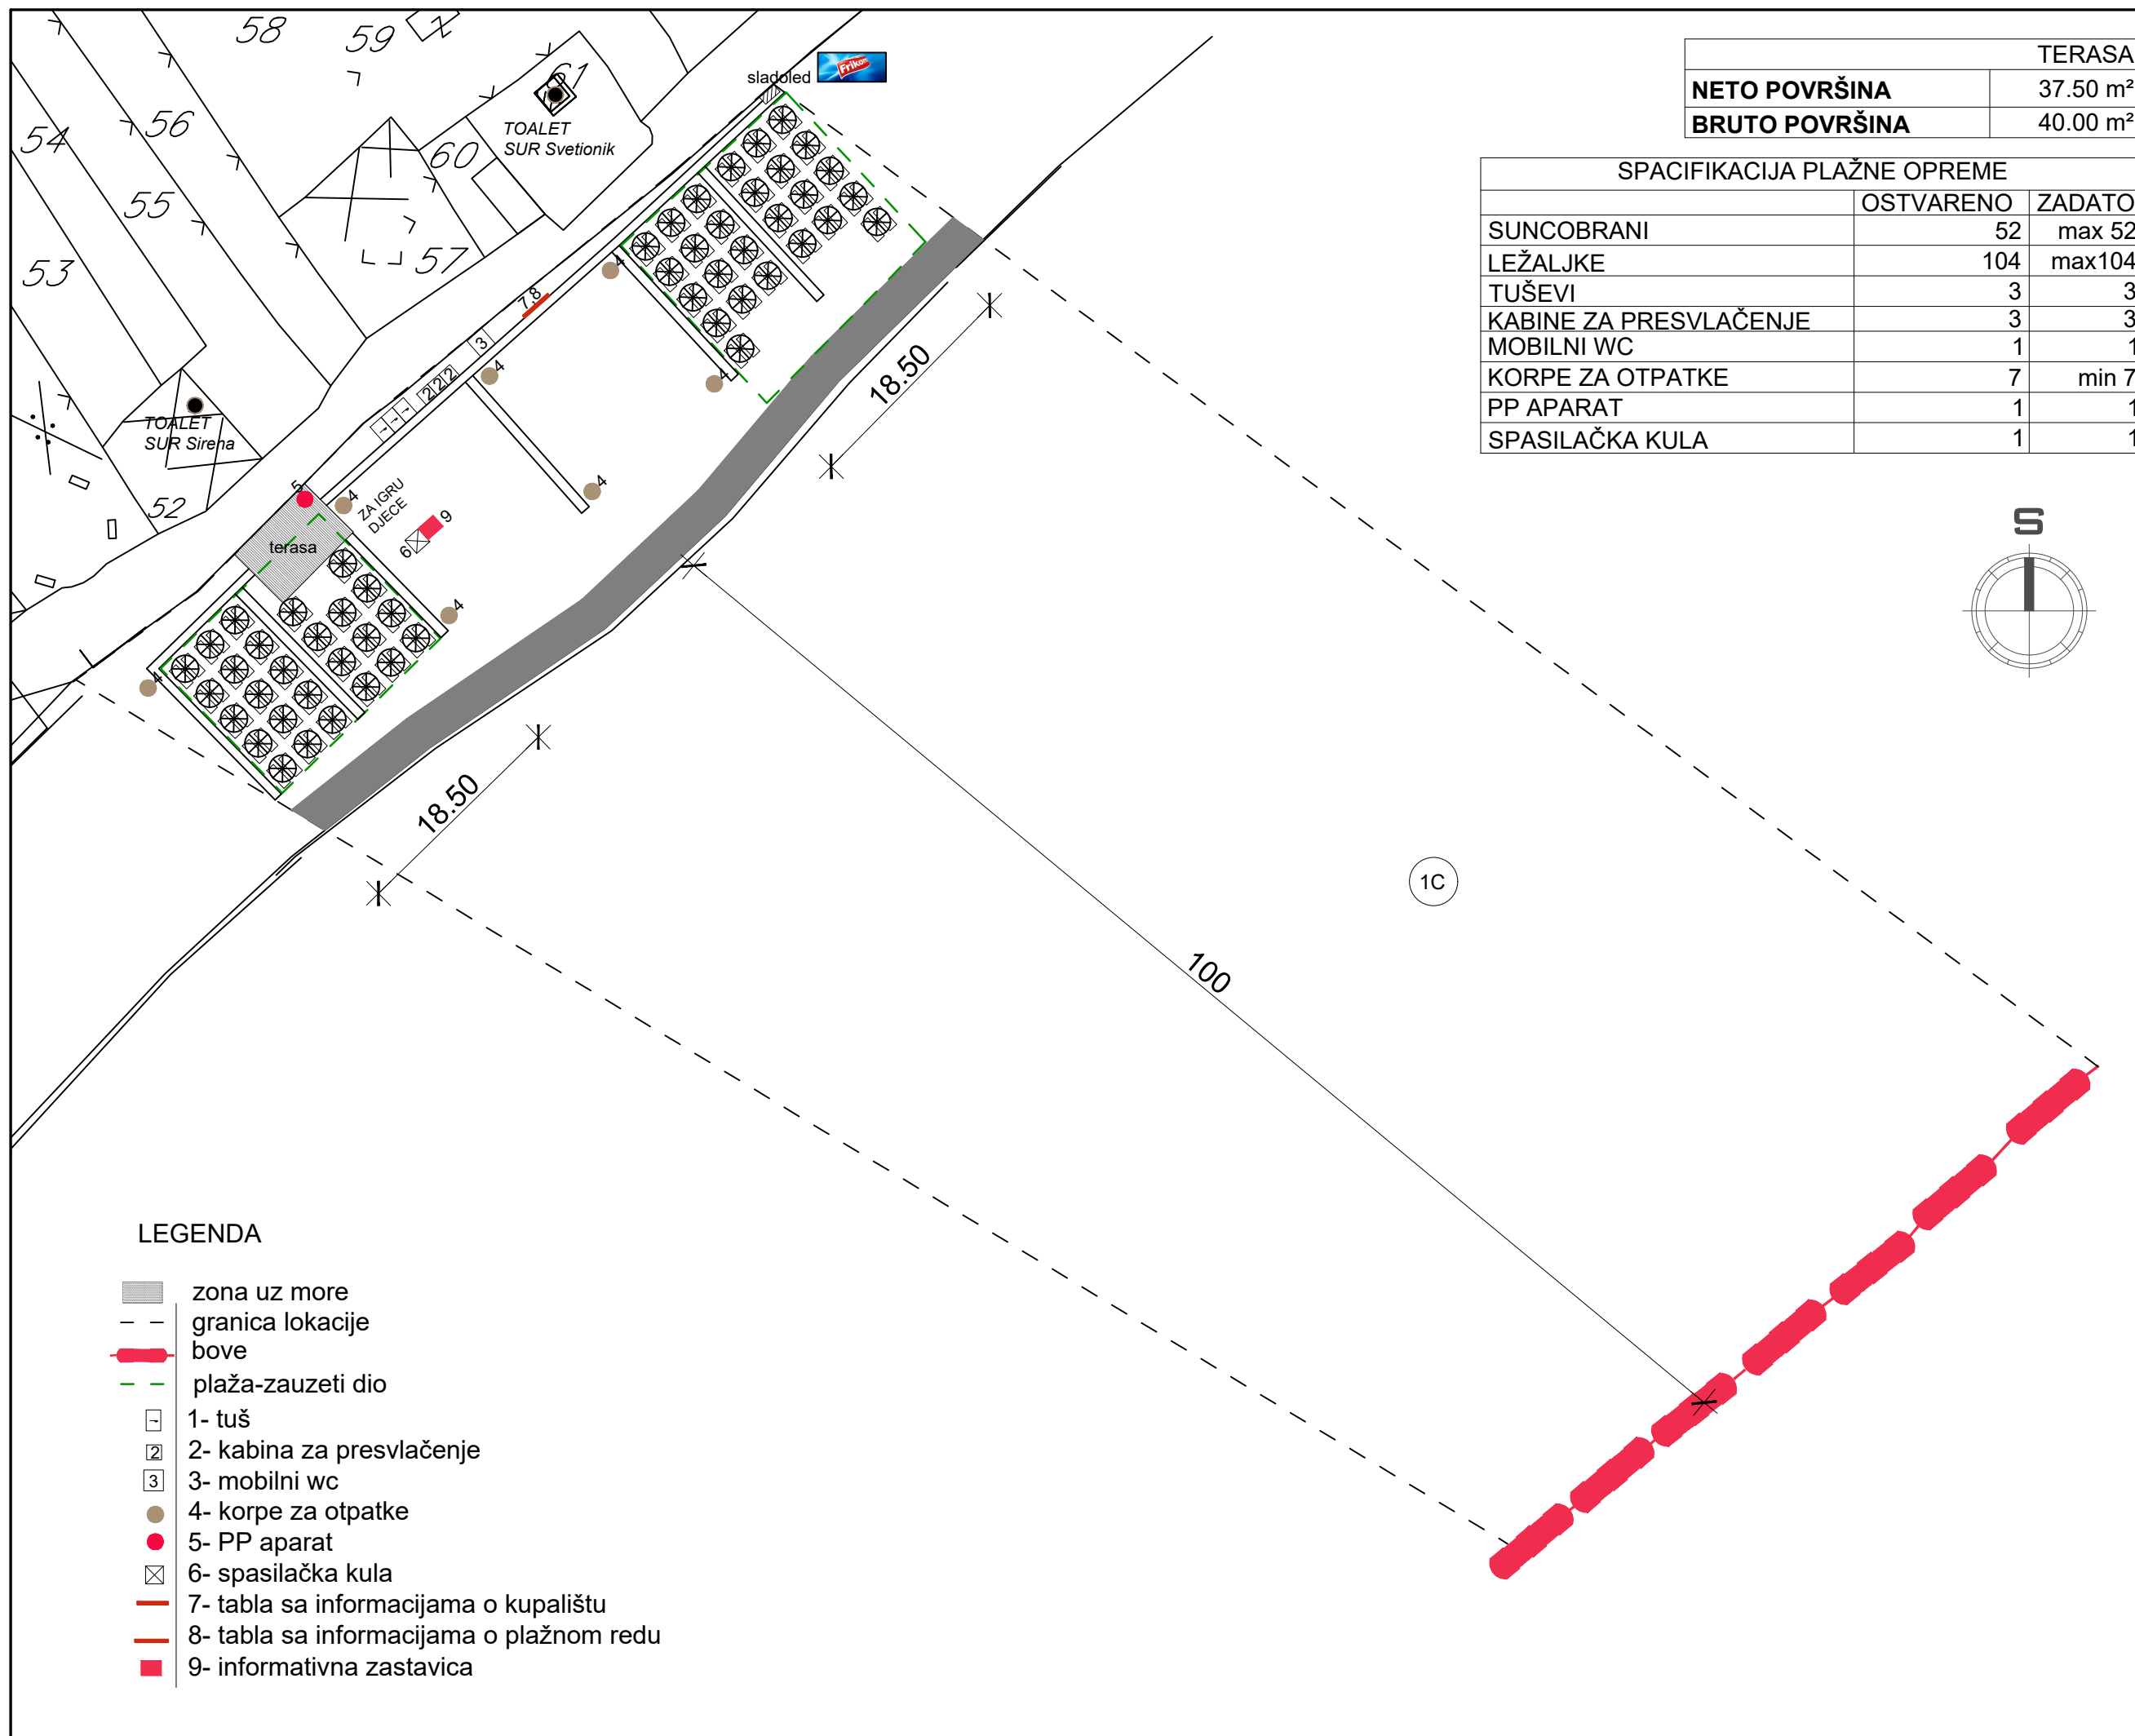 58
59
54
56
55
53
57
60
61
52
TOALET
SUR Svetionik
TOALET
SUR Sirena
sladoled
Frikom
TERASA
NETO POVRŠINA 37.50 m²
BRUTO POVRŠINA 40.00 m²
SPACIFIKACIJA PLAŽNE OPREME
OSTVARENO ZADATO
SUNCOBRANI 52 max 52
LEŽALJKE 104 max104
TUŠEVI 3 3
KABINE ZA PRESVLAČENJE 3 3
MOBILNI WC 1 1
KORPE ZA OTPATKE 7 min 7
PP APARAT 1 1
SPASILAČKA KULA 1 1
S
4
7,8
3
4
4
2 2 2
4
5
4
ZA IGRU
DJECE
9
6
terasa
4
4
18.50
18.50
100
1C
LEGENDA
zona uz more
granica lokacije
bove
plaža-zauzeti dio
1- tuš
2 2- kabina za presvlačenje
3 3- mobilni wc
4- korpe za otpatke
5- PP aparat
6- spasilačka kula
7- tabla sa informacijama o kupalištu
8- tabla sa informacijama o plažnom redu
9- informativna zastavica